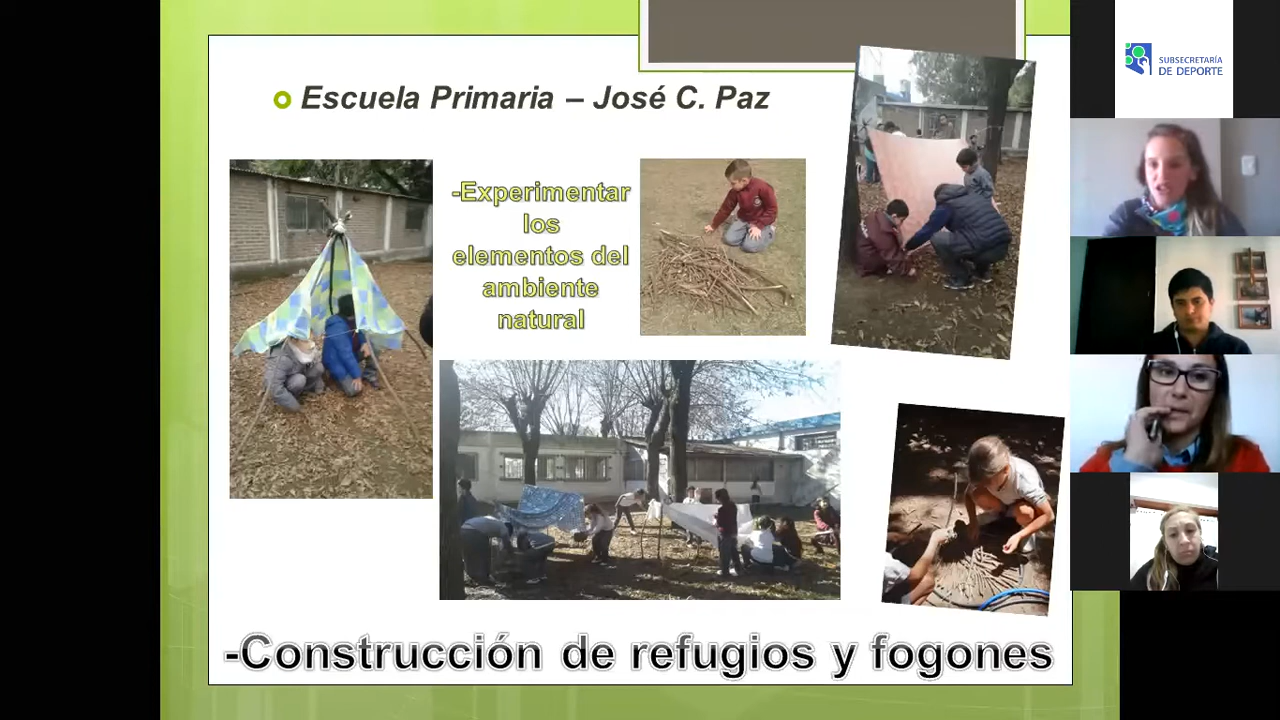 Escuela Primaria – José C. Paz
-Experimentar
los
elementos del
ambiente
natural
-Construcción de refugios y fogones
SUBSECRETARÍA
DE DEPORTE